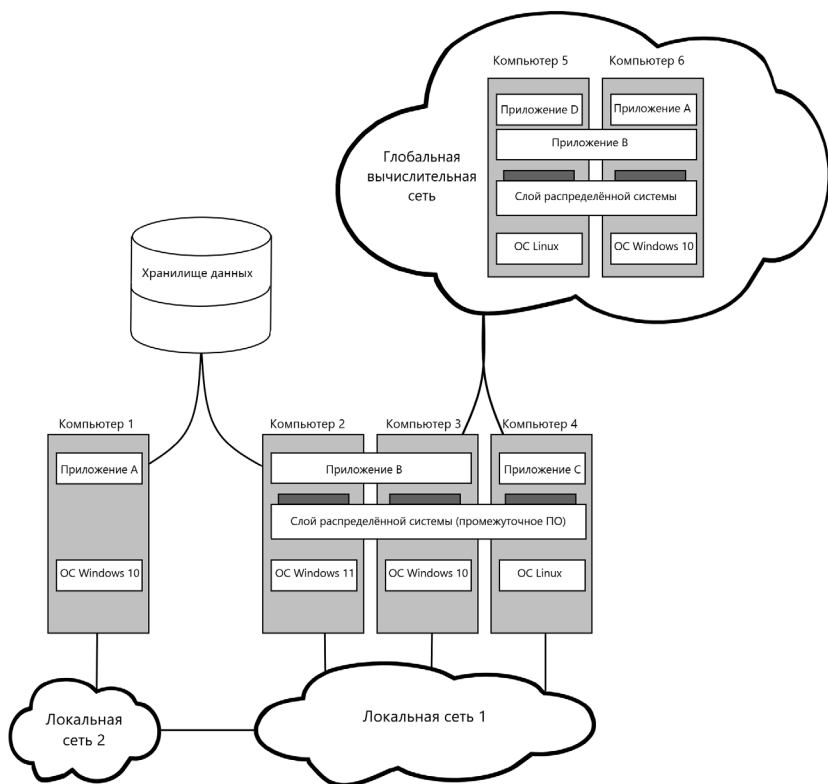 Компьютер 5
Компьютер 6
Приложение D
Приложение A
Приложение B
Глобальная
вычислительная
сеть
Слой распределённой системы
ОС Linux
ОС Windows 10
Хранилище данных
Компьютер 1
Компьютер 2
Компьютер 3
Компьютер 4
Приложение A
Приложение B
Приложение C
Слой распределённой системы (промежуточное ПО)
ОС Windows 10
ОС Windows 11
ОС Windows 10
ОС Linux
Локальная
сеть 2
Локальная сеть 1